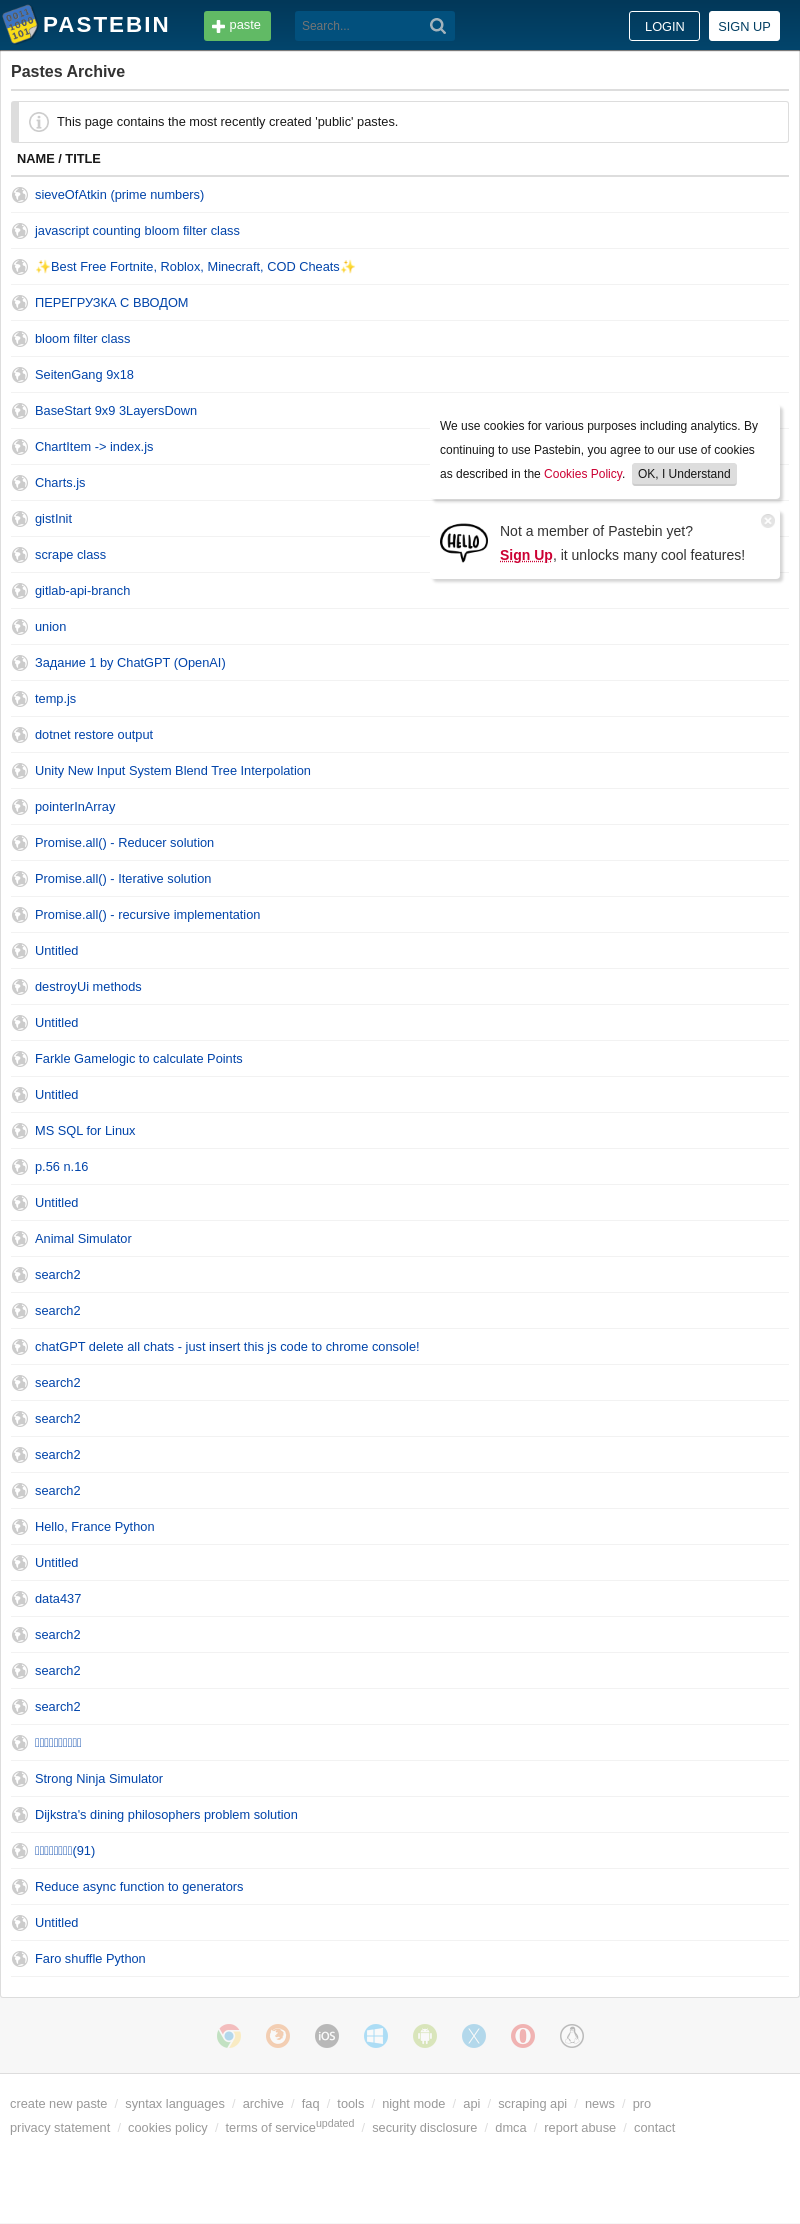 PASTEBIN
paste
Search...
LOGIN
SIGN UP
Pastes Archive
This page contains the most recently created 'public' pastes.
NAME / TITLE
sieveOfAtkin (prime numbers)
javascript counting bloom filter class
✨Best Free Fortnite, Roblox, Minecraft, COD Cheats✨
ПЕРЕГРУЗКА С ВВОДОМ
bloom filter class
SeitenGang 9x18
BaseStart 9x9 3LayersDown
ChartItem -> index.js
Charts.js
gistInit
scrape class
We use cookies for various purposes including analytics. By
continuing to use Pastebin, you agree to our use of cookies
as described in the Cookies Policy. OK, I Understand
HELLO
Not a member of Pastebin yet?
Sign Up, it unlocks many cool features!
gitlab-api-branch
union
Задание 1 by ChatGPT (OpenAI)
temp.js
dotnet restore output
Unity New Input System Blend Tree Interpolation
pointerInArray
Promise.all() - Reducer solution
Promise.all() - Iterative solution
Promise.all() - recursive implementation
Untitled
destroyUi methods
Untitled
Farkle Gamelogic to calculate Points
Untitled
MS SQL for Linux
p.56 n.16
Untitled
Animal Simulator
search2
search2
chatGPT delete all chats - just insert this js code to chrome console!
search2
search2
search2
search2
Hello, France Python
Untitled
data437
search2
search2
search2
Strong Ninja Simulator
Dijkstra's dining philosophers problem solution
(91)
Reduce async function to generators
Untitled
Faro shuffle Python
iOS
create new paste / syntax languages / archive / faq / tools / night mode / api / scraping api / news / pro
privacy statement / cookies policy / terms of service updated / security disclosure / dmca / report abuse / contact